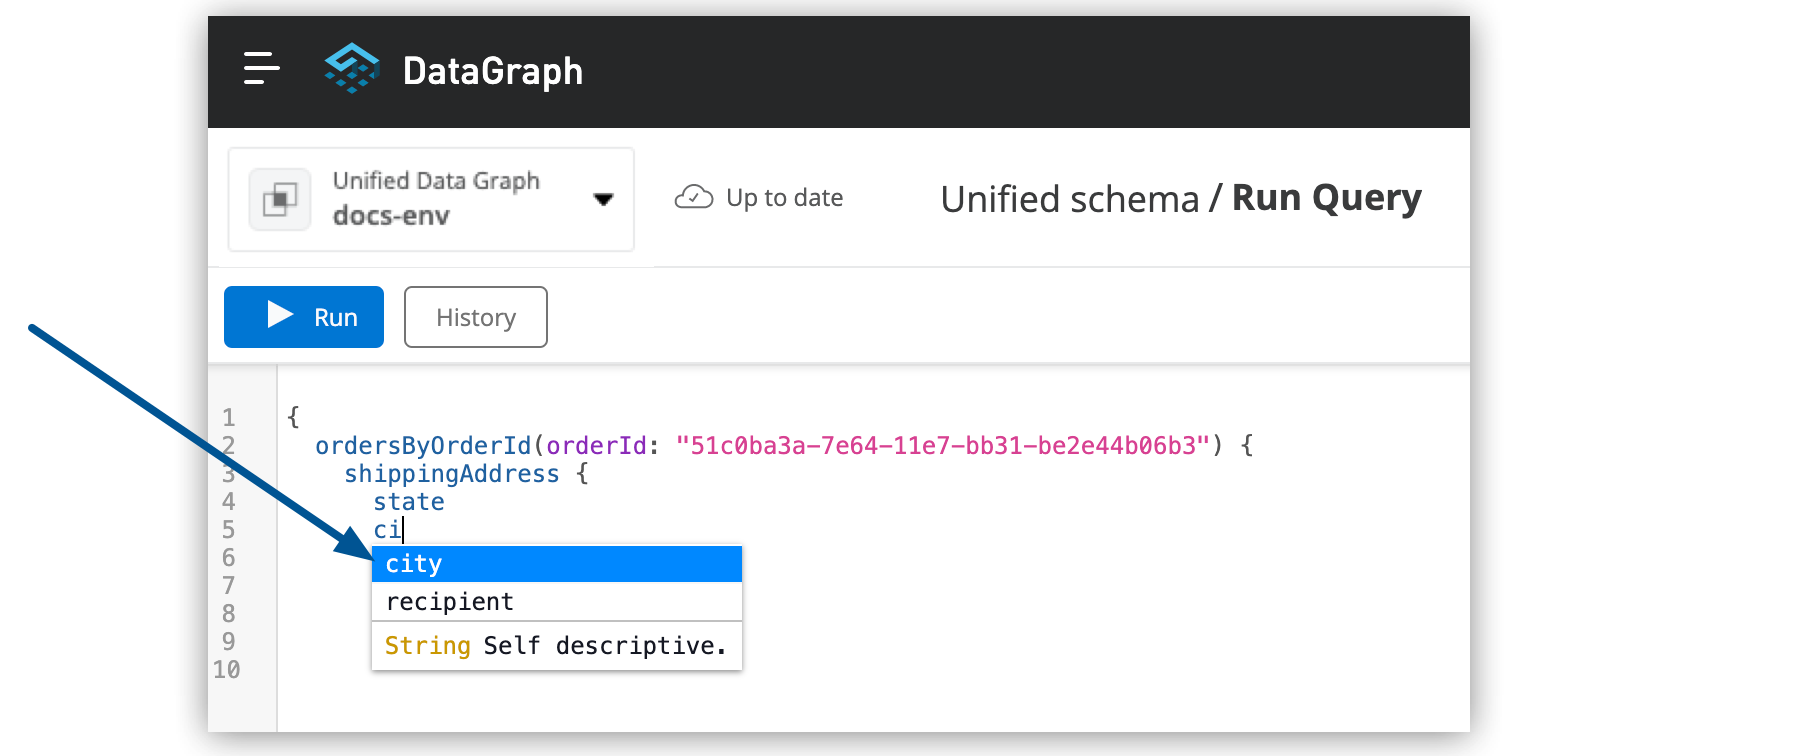 DataGraph
Unified Data Graph
docs-env
Up to date
Unified schema / Run Query
Run
History
1 {
2 ordersByOrderId(orderId: "51c0ba3a-7e64-11e7-bb31-be2e44b06b3") {
3 shippingAddress {
4 state
5 ci
6
city
7
recipient
8
9
String Self descriptive.
10